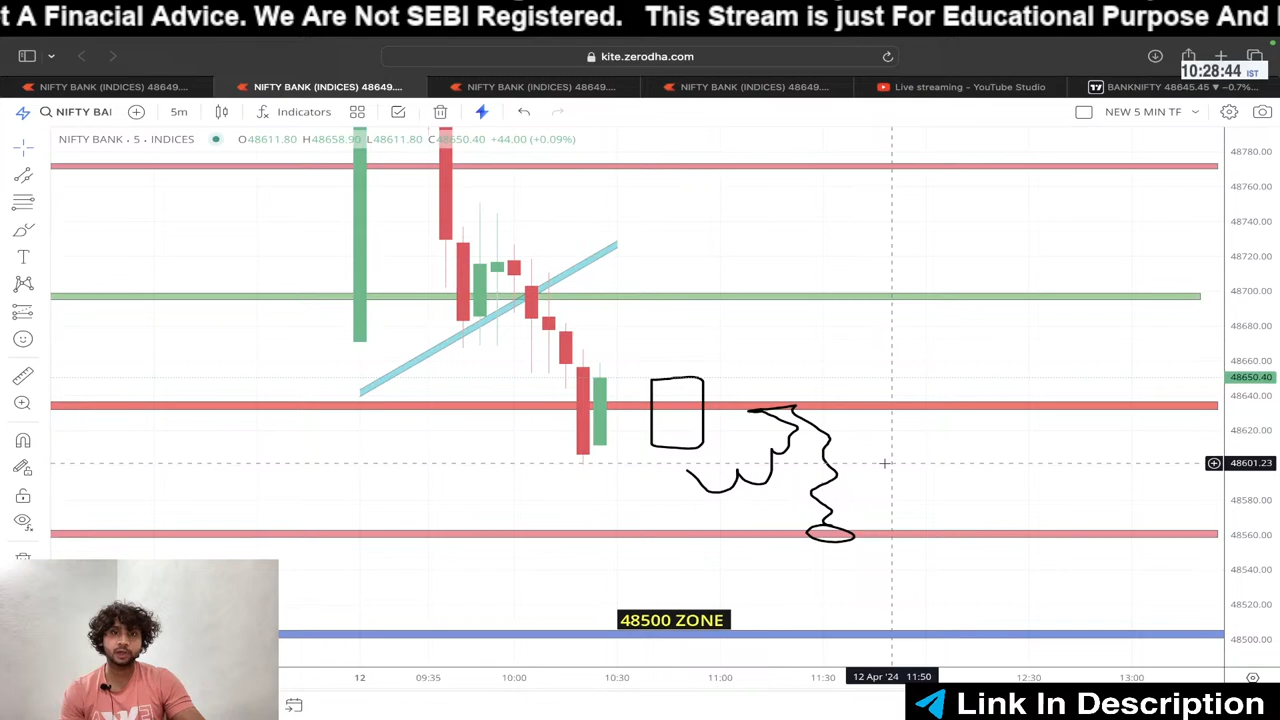 t A Finacial Advice. We Are Not SEBI Registered. This Stream is just For Educational Purpose And
kite.zerodha.com
10:28:44 IST
NIFTY BANK (INDICES) 48649.... NIFTY BANK (INDICES) 48649.... NIFTY BANK (INDICES) 48649.... NIFTY BANK (INDICES) 48649.... Live streaming - YouTube Studio BANKNIFTY 48645.45 ▼ −0.7%...
NIFTY BAI 5m Indicators NEW 5 MIN TF
NIFTY BANK · 5 · INDICES O48611.80 H48658.90 L48611.80 C48650.40 +44.00 (+0.09%)
48780.00
48760.00
48740.00
48720.00
48700.00
48680.00
48660.00
48650.40
48640.00
48620.00
48601.23
48580.00
48560.00
48540.00
48520.00
48500 ZONE
48500.00
12 09:35 10:00 10:30 11:00 11:30 12 Apr '24 11:50 12:30 13:00
Link In Description